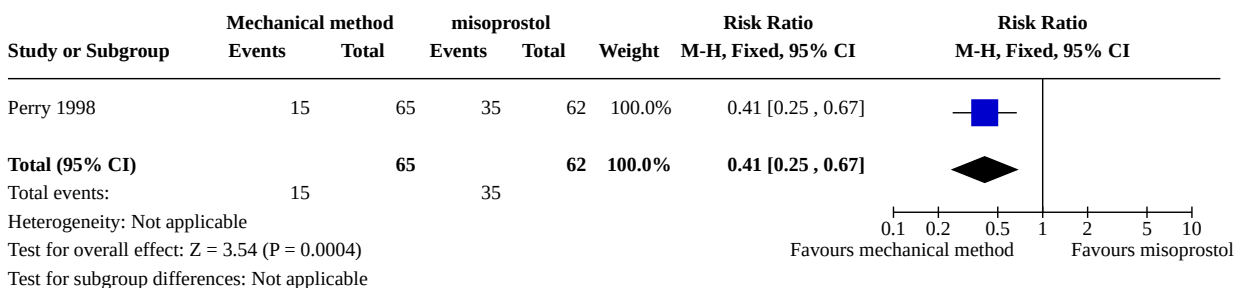 Mechanical method misoprostol Risk Ratio Risk Ratio
Study or Subgroup Events Total Events Total Weight M-H, Fixed, 95% CI M-H, Fixed, 95% CI
Perry 1998 15 65 35 62 100.0% 0.41 [0.25 , 0.67]
Total (95% CI) 65 62 100.0% 0.41 [0.25 , 0.67]
Total events: 15 35
Heterogeneity: Not applicable
0.1 0.2 0.5 1 2 5 10
Test for overall effect: Z = 3.54 (P = 0.0004) Favours mechanical method Favours misoprostol
Test for subgroup differences: Not applicable